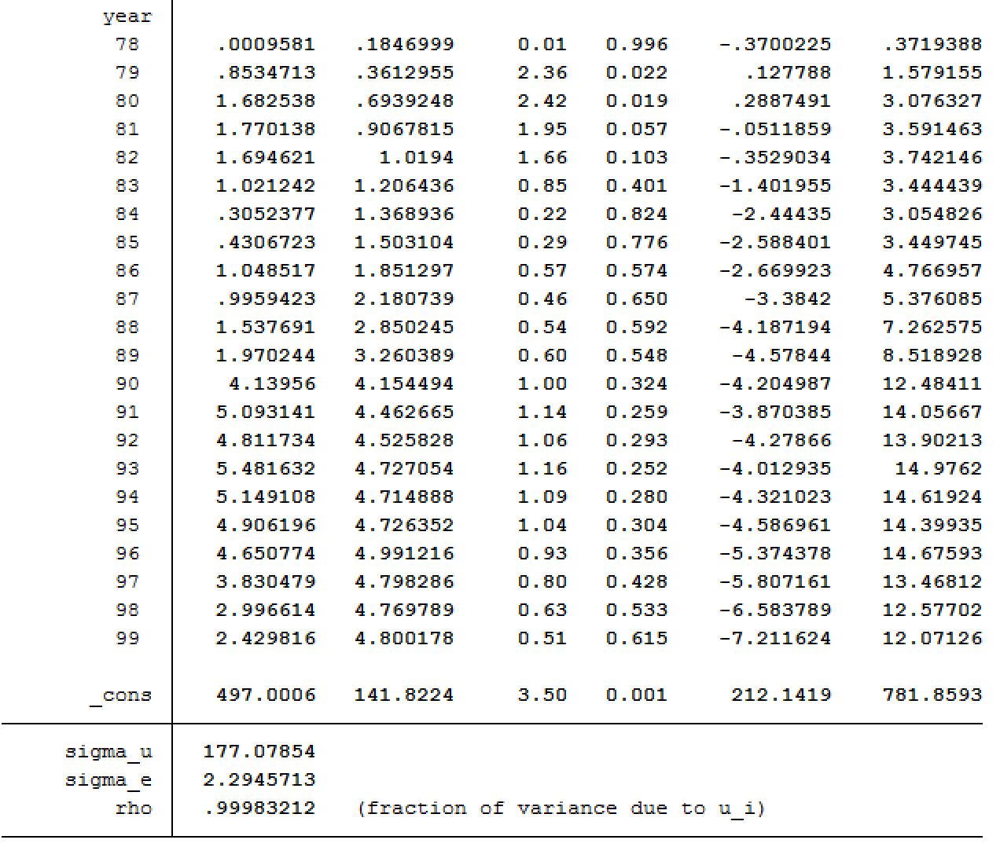 year
78 .0009581 .1846999 0.01 0.996 -.3700225 .3719388
79 .8534713 .3612955 2.36 0.022 .127788 1.579155
80 1.682538 .6939248 2.42 0.019 .2887491 3.076327
81 1.770138 .9067815 1.95 0.057 -.0511859 3.591463
82 1.694621 1.0194 1.66 0.103 -.3529034 3.742146
83 1.021242 1.206436 0.85 0.401 -1.401955 3.444439
84 .3052377 1.368936 0.22 0.824 -2.44435 3.054826
85 .4306723 1.503104 0.29 0.776 -2.588401 3.449745
86 1.048517 1.851297 0.57 0.574 -2.669923 4.766957
87 .9959423 2.180739 0.46 0.650 -3.3842 5.376085
88 1.537691 2.850245 0.54 0.592 -4.187194 7.262575
89 1.970244 3.260389 0.60 0.548 -4.57844 8.518928
90 4.13956 4.154494 1.00 0.324 -4.204987 12.48411
91 5.093141 4.462665 1.14 0.259 -3.870385 14.05667
92 4.811734 4.525828 1.06 0.293 -4.27866 13.90213
93 5.481632 4.727054 1.16 0.252 -4.012935 14.9762
94 5.149108 4.714888 1.09 0.280 -4.321023 14.61924
95 4.906196 4.726352 1.04 0.304 -4.586961 14.39935
96 4.650774 4.991216 0.93 0.356 -5.374378 14.67593
97 3.830479 4.798286 0.80 0.428 -5.807161 13.46812
98 2.996614 4.769789 0.63 0.533 -6.583789 12.57702
99 2.429816 4.800178 0.51 0.615 -7.211624 12.07126
_cons 497.0006 141.8224 3.50 0.001 212.1419 781.8593
sigma_u 177.07854
sigma_e 2.2945713
rho .99983212 (fraction of variance due to u_i)